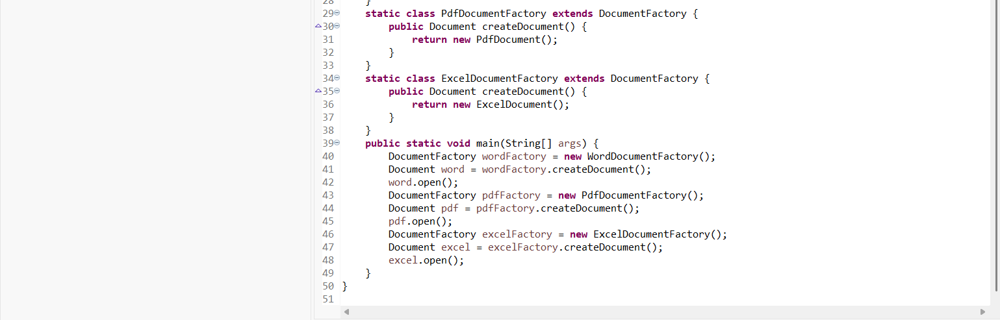 28 }
29 static class PdfDocumentFactory extends DocumentFactory {
30 public Document createDocument() {
31 return new PdfDocument();
32 }
33 }
34 static class ExcelDocumentFactory extends DocumentFactory {
35 public Document createDocument() {
36 return new ExcelDocument();
37 }
38 }
39 public static void main(String[] args) {
40 DocumentFactory wordFactory = new WordDocumentFactory();
41 Document word = wordFactory.createDocument();
42 word.open();
43 DocumentFactory pdfFactory = new PdfDocumentFactory();
44 Document pdf = pdfFactory.createDocument();
45 pdf.open();
46 DocumentFactory excelFactory = new ExcelDocumentFactory();
47 Document excel = excelFactory.createDocument();
48 excel.open();
49 }
50 }
51